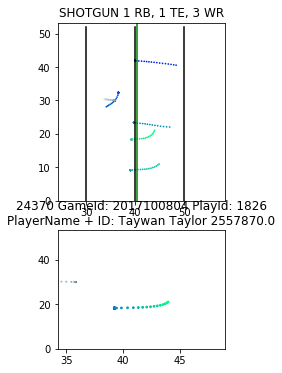 SHOTGUN 1 RB, 1 TE, 3 WR
50
40
30
20
10
0
30 40 50
24370 GameId: 2017100804 PlayId: 1826
PlayerName + ID: Taywan Taylor 2557870.0
40
20
0
35 40 45